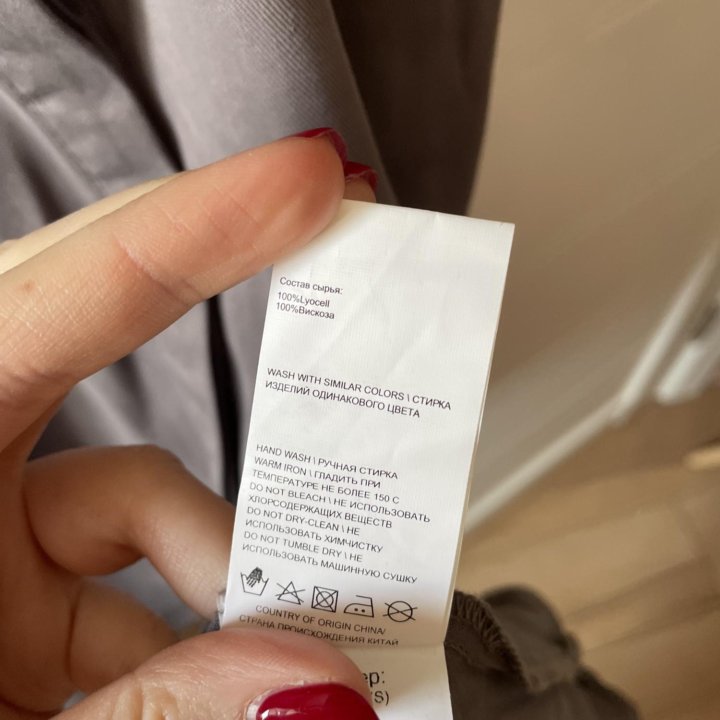 Состав сырья:
100%Lyocell
100%Вискоза
WASH WITH SIMILAR COLORS \ СТИРКА
ИЗДЕЛИЙ ОДИНАКОВОГО ЦВЕТА
HAND WASH \ РУЧНАЯ СТИРКА
WARM IRON \ ГЛАДИТЬ ПРИ
ТЕМПЕРАТУРЕ НЕ БОЛЕЕ 150 С
DO NOT BLEACH \ НЕ ИСПОЛЬЗОВАТЬ
ХЛОРСОДЕРЖАЩИХ ВЕЩЕСТВ
DO NOT DRY-CLEAN \ НЕ
ИСПОЛЬЗОВАТЬ ХИМЧИСТКУ
DO NOT TUMBLE DRY \ НЕ
ИСПОЛЬЗОВАТЬ МАШИННУЮ СУШКУ
COUNTRY OF ORIGIN CHINA/
СТРАНА ПРОИСХОЖДЕНИЯ КИТАЙ
ер:
S)